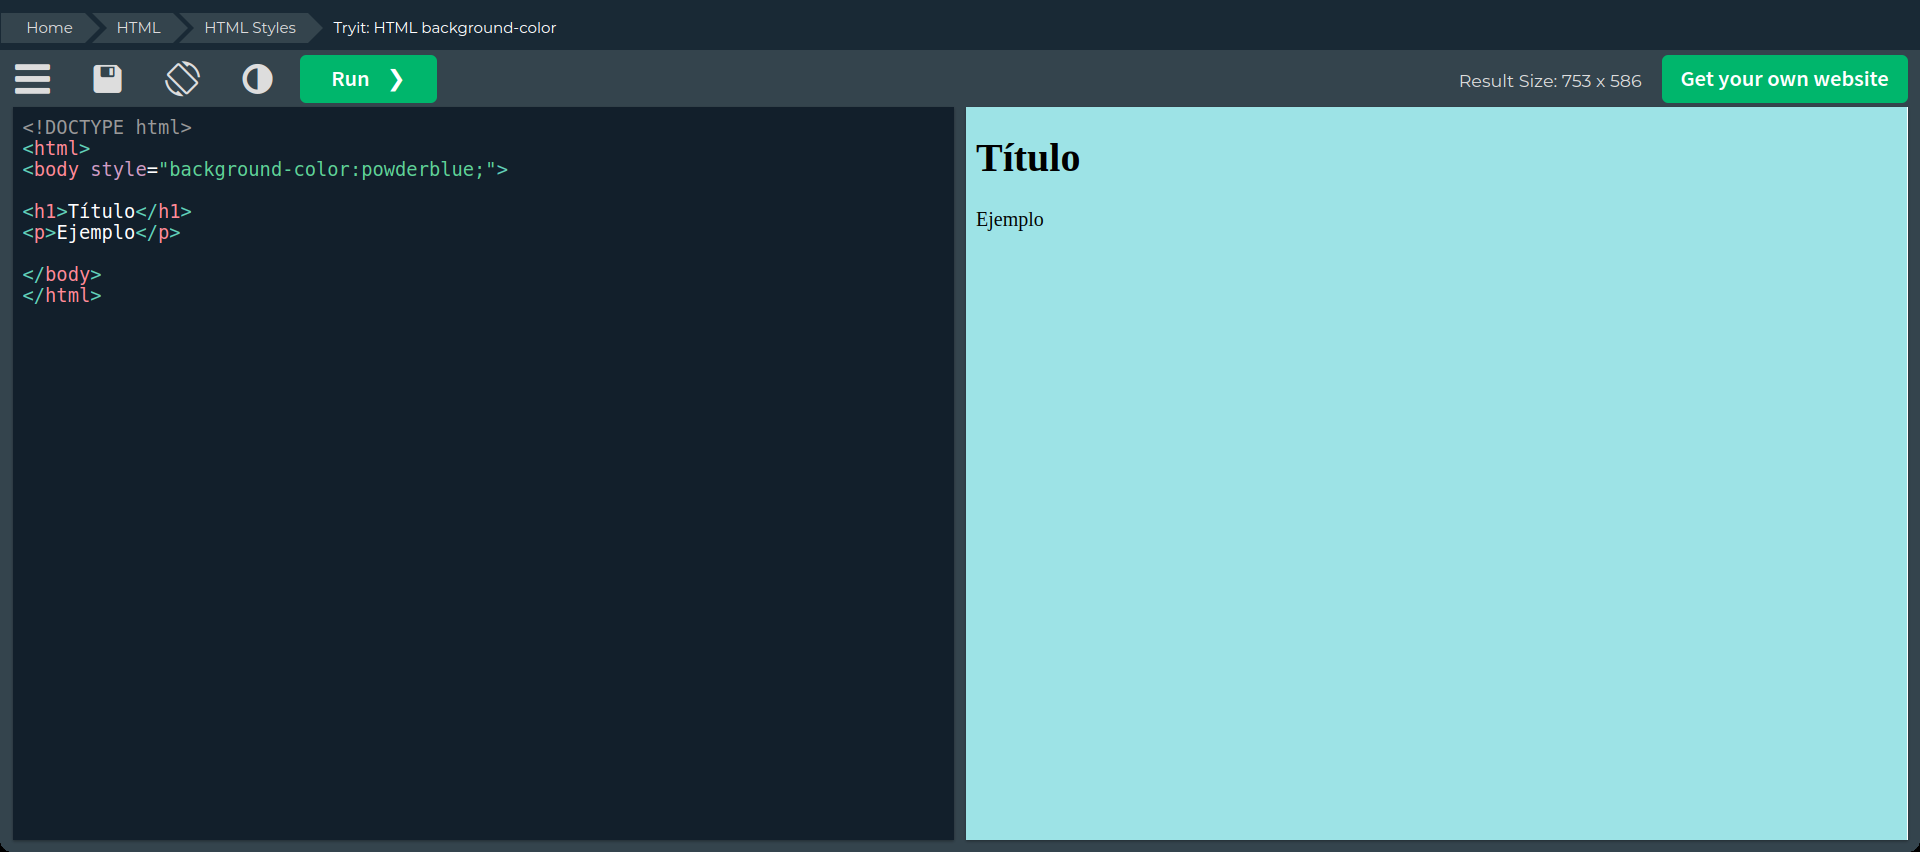 Home HTML HTML Styles Tryit: HTML background-color
Run ❯ Result Size: 753 x 586 Get your own website
<!DOCTYPE html>
<html>
<body style="background-color:powderblue;">
<h1>Título</h1>
<p>Ejemplo</p>
</body>
</html>
Título
Ejemplo